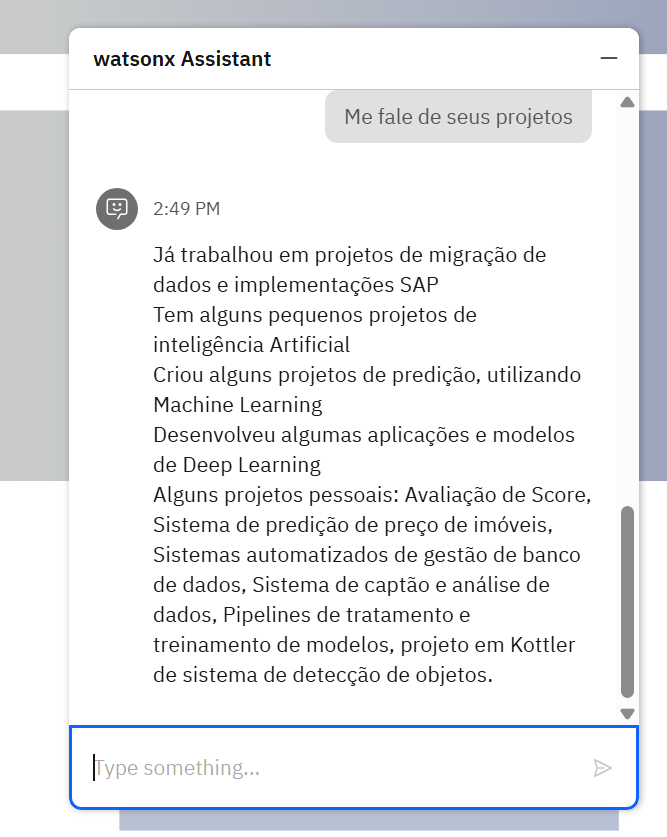 watsonx Assistant
Me fale de seus projetos
2:49 PM
Já trabalhou em projetos de migração de
dados e implementações SAP
Tem alguns pequenos projetos de
inteligência Artificial
Criou alguns projetos de predição, utilizando
Machine Learning
Desenvolveu algumas aplicações e modelos
de Deep Learning
Alguns projetos pessoais: Avaliação de Score,
Sistema de predição de preço de imóveis,
Sistemas automatizados de gestão de banco
de dados, Sistema de captão e análise de
dados, Pipelines de tratamento e
treinamento de modelos, projeto em Kottler
de sistema de detecção de objetos.
Type something...